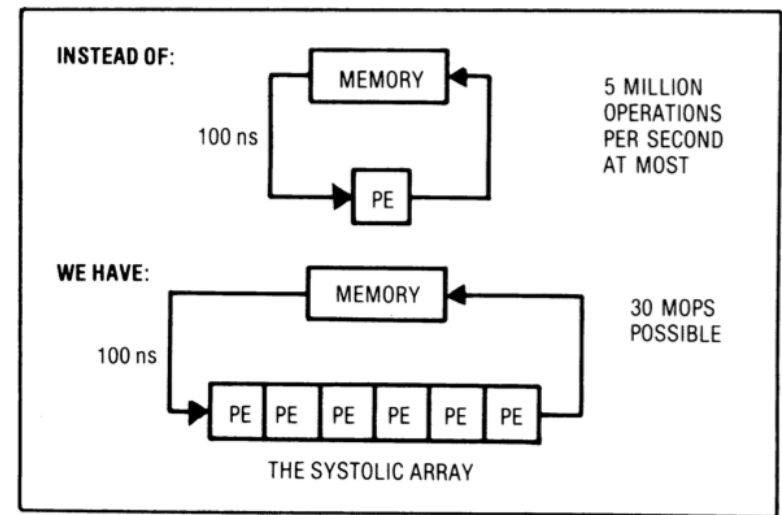 INSTEAD OF:
MEMORY
100 ns
PE
5 MILLION
OPERATIONS
PER SECOND
AT MOST
WE HAVE:
MEMORY
100 ns
PE PE PE PE PE PE
30 MOPS
POSSIBLE
THE SYSTOLIC ARRAY